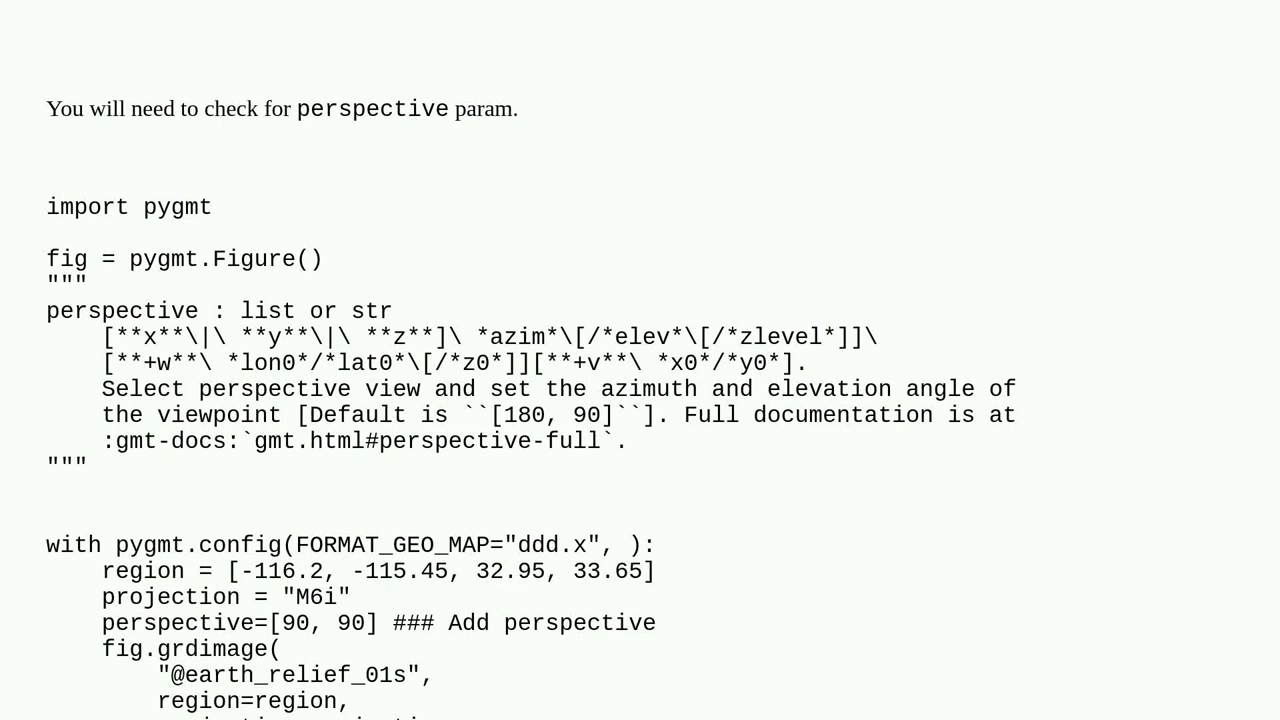 You will need to check for perspective param.
import pygmt
fig = pygmt.Figure()
"""
perspective : list or str
    [**x**\|\ **y**\|\ **z**]\ *azim*\[/*elev*\[/*zlevel*]]\
    [**+w**\ *lon0*/*lat0*\[/*z0*]][**+v**\ *x0*/*y0*].
    Select perspective view and set the azimuth and elevation angle of
    the viewpoint [Default is ``[180, 90]``]. Full documentation is at
    :gmt-docs:`gmt.html#perspective-full`.
"""
with pygmt.config(FORMAT_GEO_MAP="ddd.x", ):
    region = [-116.2, -115.45, 32.95, 33.65]
    projection = "M6i"
    perspective=[90, 90] ### Add perspective
    fig.grdimage(
        "@earth_relief_01s",
        region=region,